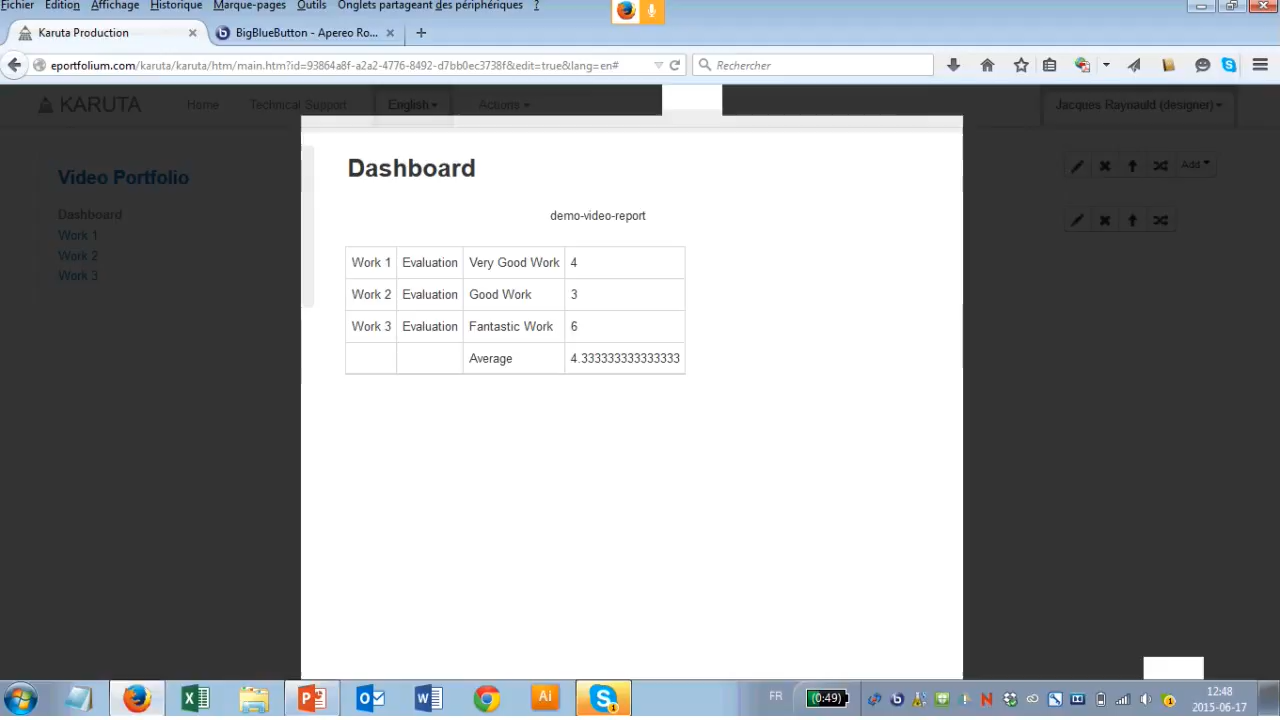 Fichier Edition Affichage Historique Marque-pages Outils Onglets partageant des périphériques ?
Karuta Production × BigBlueButton - Apereo Ro... × +
eportfolium.com/karuta/karuta/htm/main.htm?id=93864a8f-a2a2-4776-8492-d7bb0ec3738f&edit=true&lang=en# Rechercher
KARUTA Home Technical Support English Actions Jacques Raynauld (designer)
Video Portfolio
Dashboard
Work 1
Work 2
Work 3
Add
Dashboard
demo-video-report
Work 1 Evaluation Very Good Work 4
Work 2 Evaluation Good Work 3
Work 3 Evaluation Fantastic Work 6
Average 4.333333333333333
FR (0:49) 12:48
2015-06-17